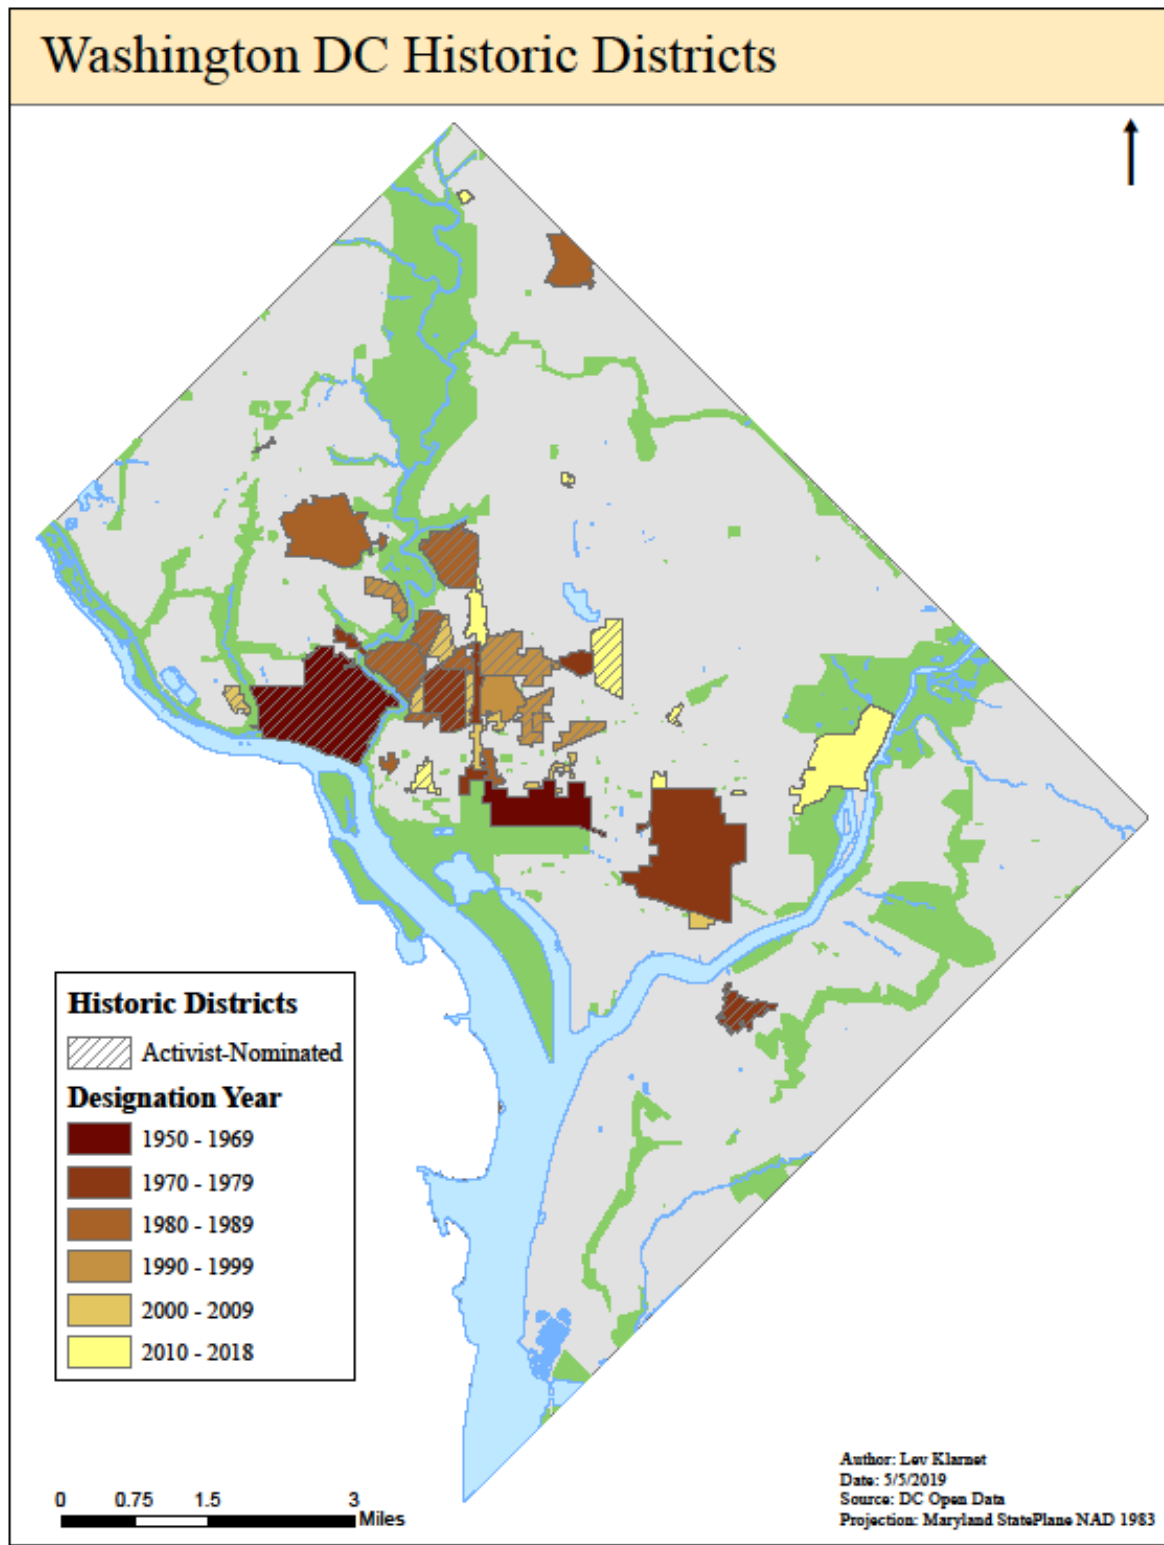 Washington DC Historic Districts
Historic Districts
Activist-Nominated
Designation Year
1950 - 1969
1970 - 1979
1980 - 1989
1990 - 1999
2000 - 2009
2010 - 2018
0 0.75 1.5 3
Miles
Author: Lev Klarnet
Date: 5/5/2019
Source: DC Open Data
Projection: Maryland StatePlane NAD 1983